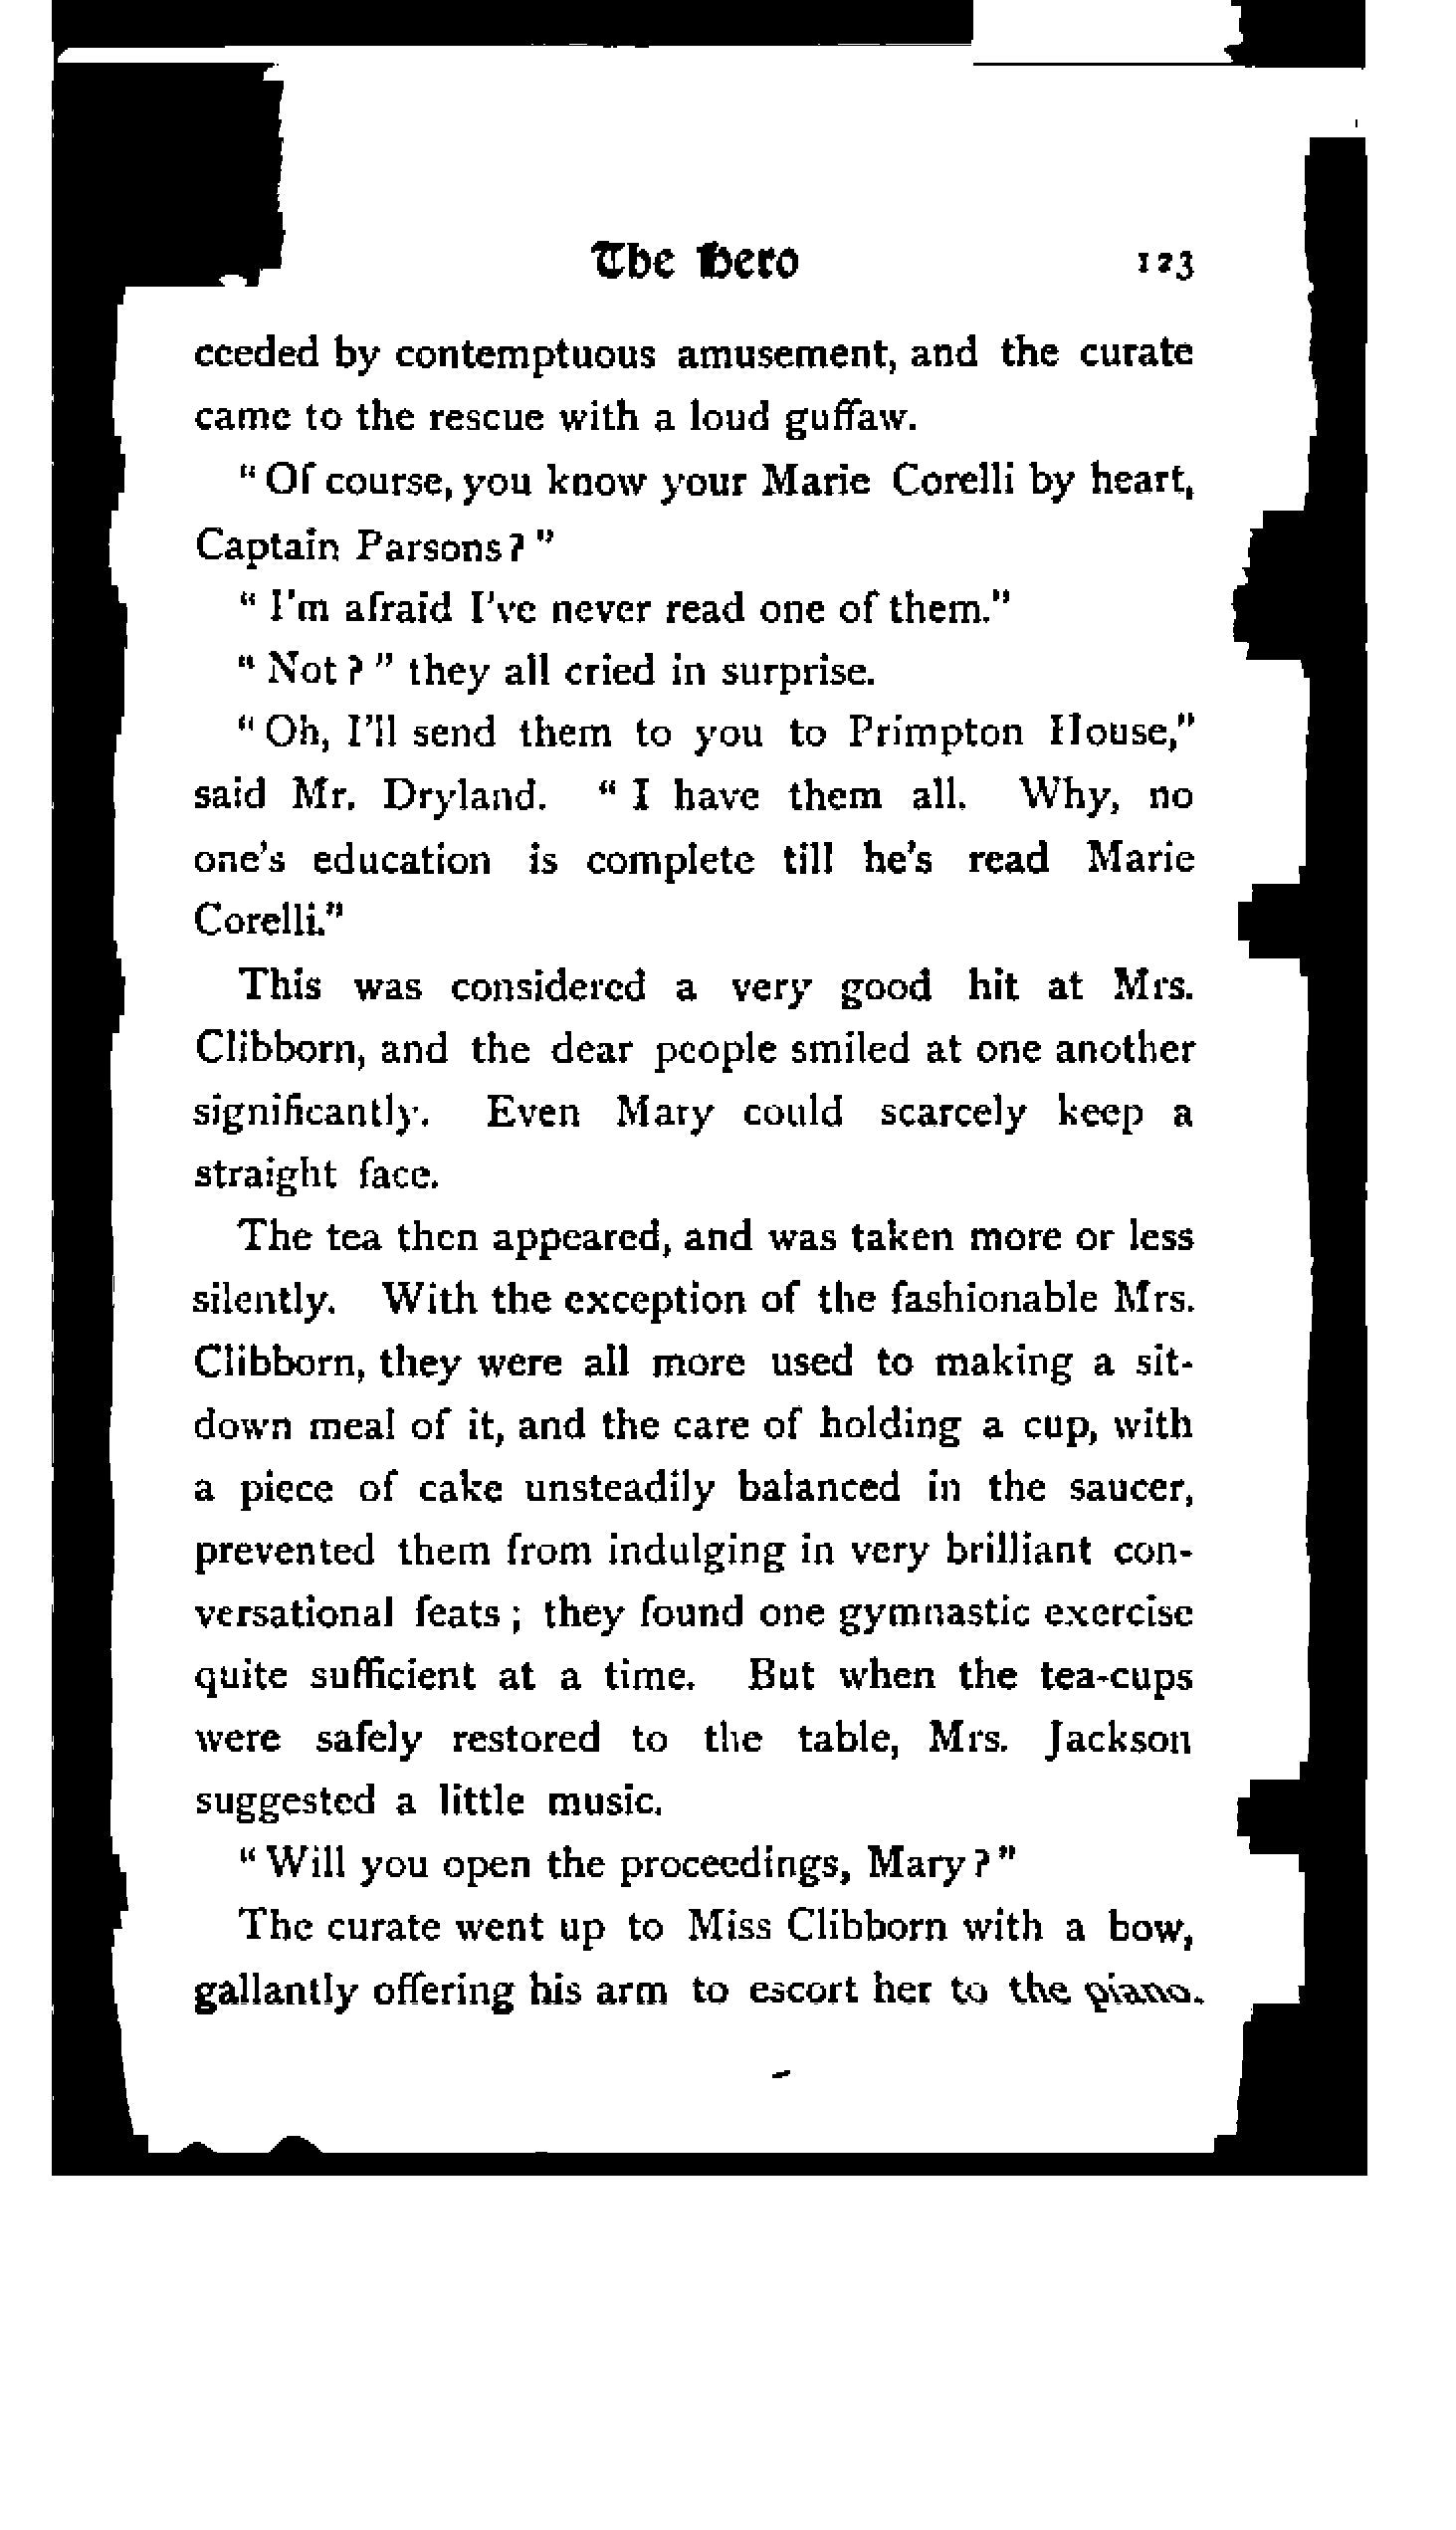 The Hero 123
ceeded by contemptuous amusement, and the curate
came to the rescue with a loud guffaw.
“ Of course, you know your Marie Corelli by heart,
Captain Parsons? ”
“ I'm afraid I've never read one of them.”
“ Not ? ” they all cried in surprise.
“ Oh, I'll send them to you to Primpton House,”
said Mr. Dryland. “ I have them all. Why, no
one's education is complete till he's read Marie
Corelli.”
This was considered a very good hit at Mrs.
Clibborn, and the dear people smiled at one another
significantly. Even Mary could scarcely keep a
straight face.
The tea then appeared, and was taken more or less
silently. With the exception of the fashionable Mrs.
Clibborn, they were all more used to making a sit-
down meal of it, and the care of holding a cup, with
a piece of cake unsteadily balanced in the saucer,
prevented them from indulging in very brilliant con-
versational feats ; they found one gymnastic exercise
quite sufficient at a time. But when the tea-cups
were safely restored to the table, Mrs. Jackson
suggested a little music.
“ Will you open the proceedings, Mary? ”
The curate went up to Miss Clibborn with a bow,
gallantly offering his arm to escort her to the piano.